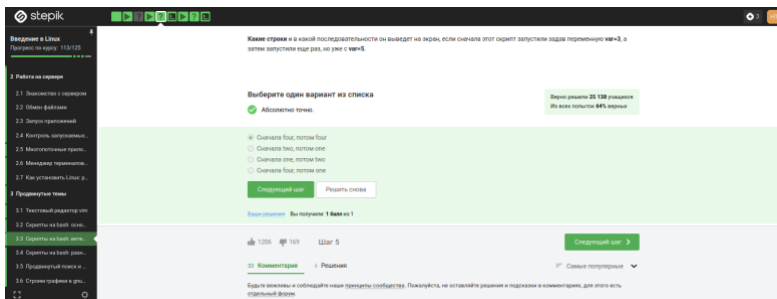 stepik
3
Введение в Linux
Прогресс по курсу: 113/125
2 Работа на сервере
2.1 Знакомство с сервером
2.2 Обмен файлами
2.3 Запуск приложений
2.4 Контроль запускаемых...
2.5 Многопоточные прило...
2.6 Менеджер терминалов...
2.7 Как установить Linux: р...
3 Продвинутые темы
3.1 Текстовый редактор vim
3.2 Скрипты на bash: осно...
3.3 Скрипты на bash: ветв...
3.4 Скрипты на bash: разн...
3.5 Продвинутый поиск и ...
3.6 Строим графики в gnu...
Какие строки и в какой последовательности он выведет на экран, если сначала этот скрипт запустили задав переменную var=3, а
затем запустили еще раз, но уже с var=5.
Выберите один вариант из списка
Абсолютно точно.
Верно решили 25 138 учащихся
Из всех попыток 64% верных
Сначала four, потом four
Сначала two, потом one
Сначала one, потом two
Сначала four, потом one
Следующий шаг
Решить снова
Ваши решения Вы получили: 1 балл из 1
1206
169
Шаг 5
Следующий шаг
Комментарии
Решения
Самые популярные
Будьте вежливы и соблюдайте наши принципы сообщества. Пожалуйста, не оставляйте решения и подсказки в комментариях, для этого есть
отдельный форум.